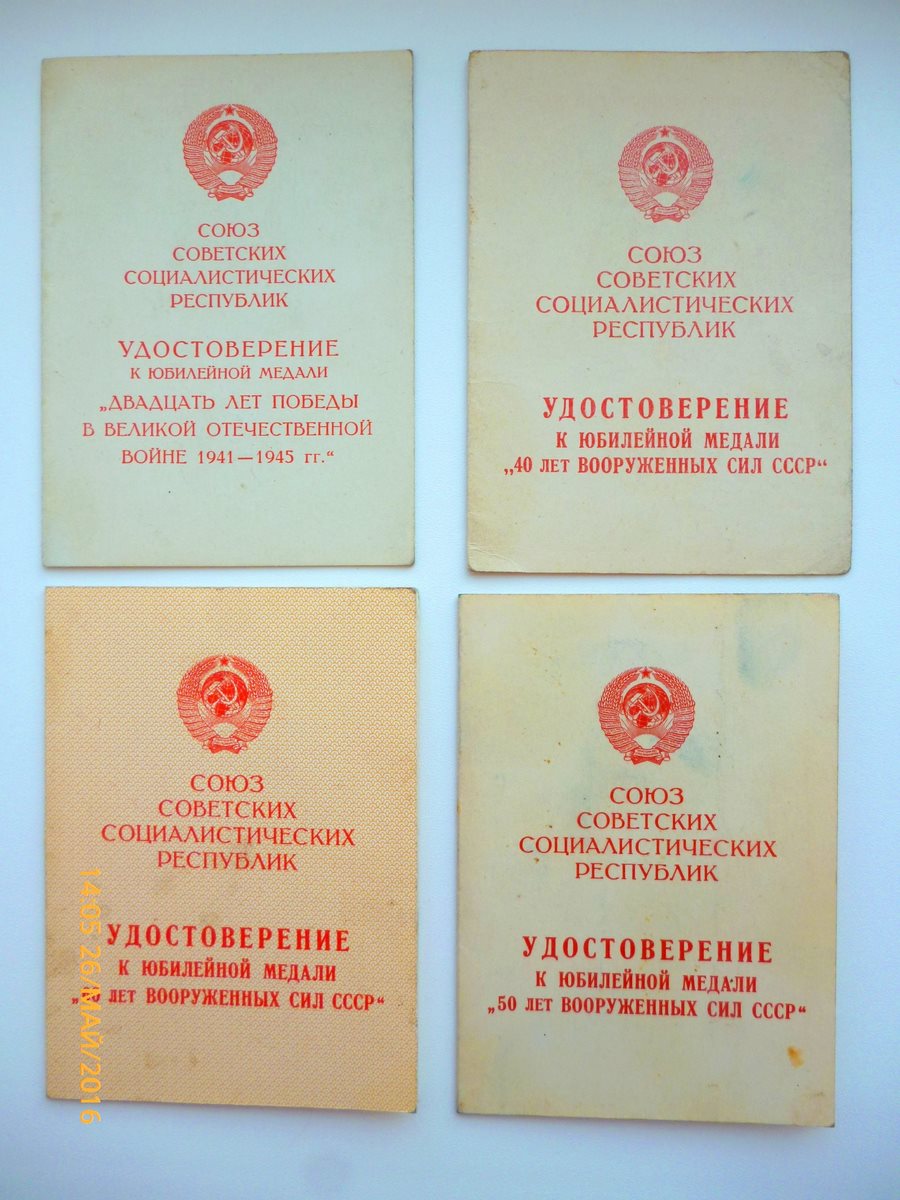 СОЮЗ
СОВЕТСКИХ
СОЦИАЛИСТИЧЕСКИХ
РЕСПУБЛИК
УДОСТОВЕРЕНИЕ
К ЮБИЛЕЙНОЙ МЕДАЛИ
„ДВАДЦАТЬ ЛЕТ ПОБЕДЫ
В ВЕЛИКОЙ ОТЕЧЕСТВЕННОЙ
ВОЙНЕ 1941—1945 гг.“
СОЮЗ
СОВЕТСКИХ
СОЦИАЛИСТИЧЕСКИХ
РЕСПУБЛИК
УДОСТОВЕРЕНИЕ
К ЮБИЛЕЙНОЙ МЕДАЛИ
„40 ЛЕТ ВООРУЖЕННЫХ СИЛ СССР“
СОЮЗ
СОВЕТСКИХ
СОЦИАЛИСТИЧЕСКИХ
РЕСПУБЛИК
УДОСТОВЕРЕНИЕ
К ЮБИЛЕЙНОЙ МЕДАЛИ
ЛЕТ ВООРУЖЕННЫХ СИЛ СССР“
СОЮЗ
СОВЕТСКИХ
СОЦИАЛИСТИЧЕСКИХ
РЕСПУБЛИК
УДОСТОВЕРЕНИЕ
К ЮБИЛЕЙНОЙ МЕДАЛИ
„50 ЛЕТ ВООРУЖЕННЫХ СИЛ СССР“
14:05 26/МАЙ/2016